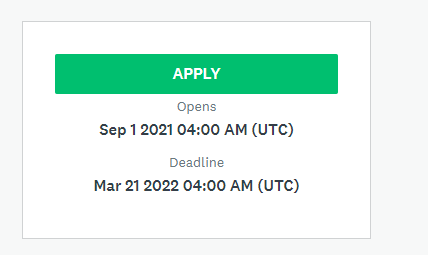 APPLY
Opens
Sep 1 2021 04:00 AM (UTC)
Deadline
Mar 21 2022 04:00 AM (UTC)